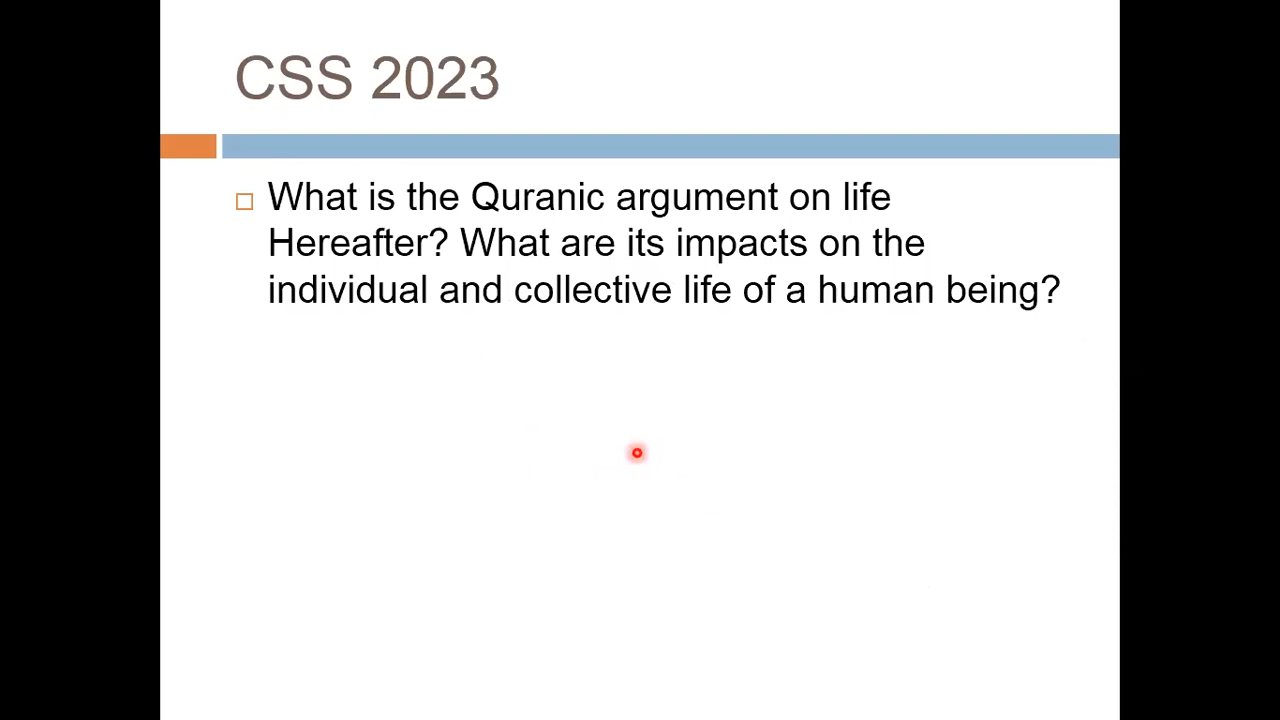 CSS 2023
What is the Quranic argument on life
Hereafter? What are its impacts on the
individual and collective life of a human being?